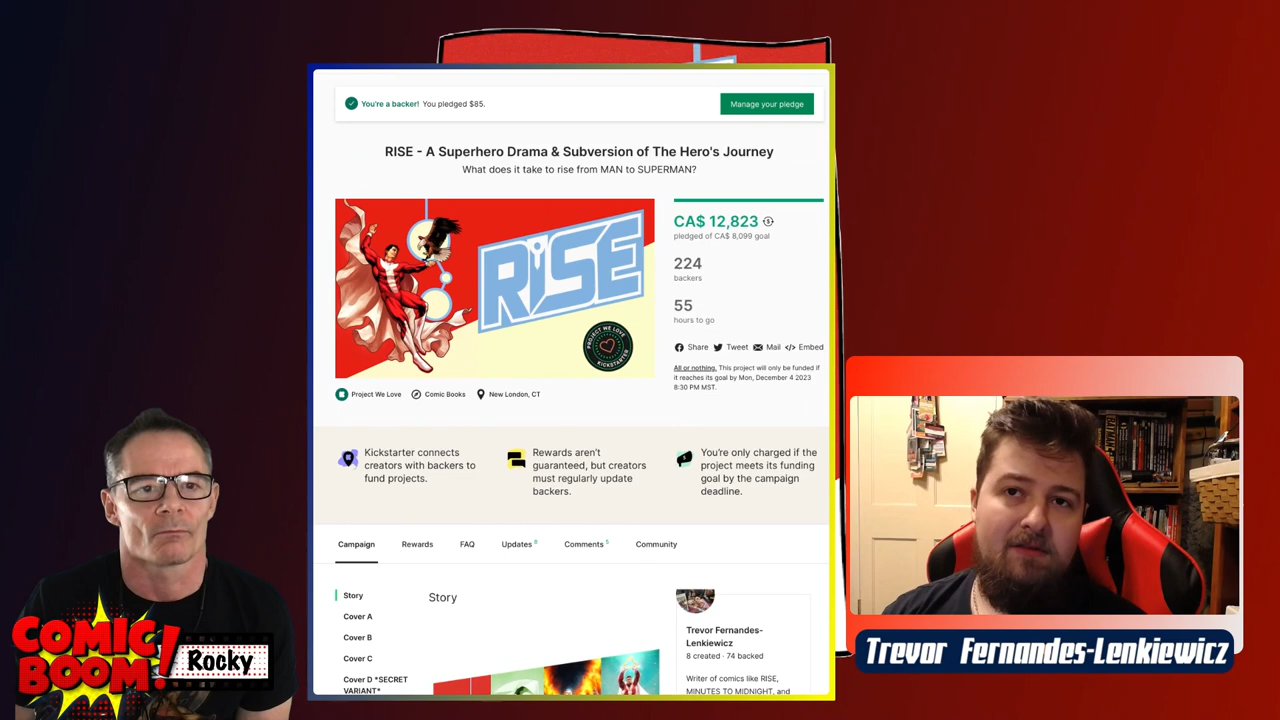 You're a backer! You pledged $85.
Manage your pledge
RISE - A Superhero Drama & Subversion of The Hero's Journey
What does it take to rise from MAN to SUPERMAN?
RISE
PROJECT WE LOVE
KICKSTARTER
CA$ 12,823
pledged of CA$ 8,099 goal
224
backers
55
hours to go
Share Tweet Mail </> Embed
All or nothing. This project will only be funded if
it reaches its goal by Mon, December 4 2023
8:30 PM MST.
Project We Love Comic Books New London, CT
Kickstarter connects
creators with backers to
fund projects.
Rewards aren't
guaranteed, but creators
must regularly update
backers.
You're only charged if the
project meets its funding
goal by the campaign
deadline.
Campaign Rewards FAQ Updates 8 Comments 5 Community
Story
Cover A
Cover B
Cover C
Cover D *SECRET
VARIANT*
Story
Trevor Fernandes-
Lenkiewicz
8 created · 74 backed
Writer of comics like RISE,
MINUTES TO MIDNIGHT, and
COMIC
BOOM!
Rocky
Trevor Fernandes-Lenkiewicz